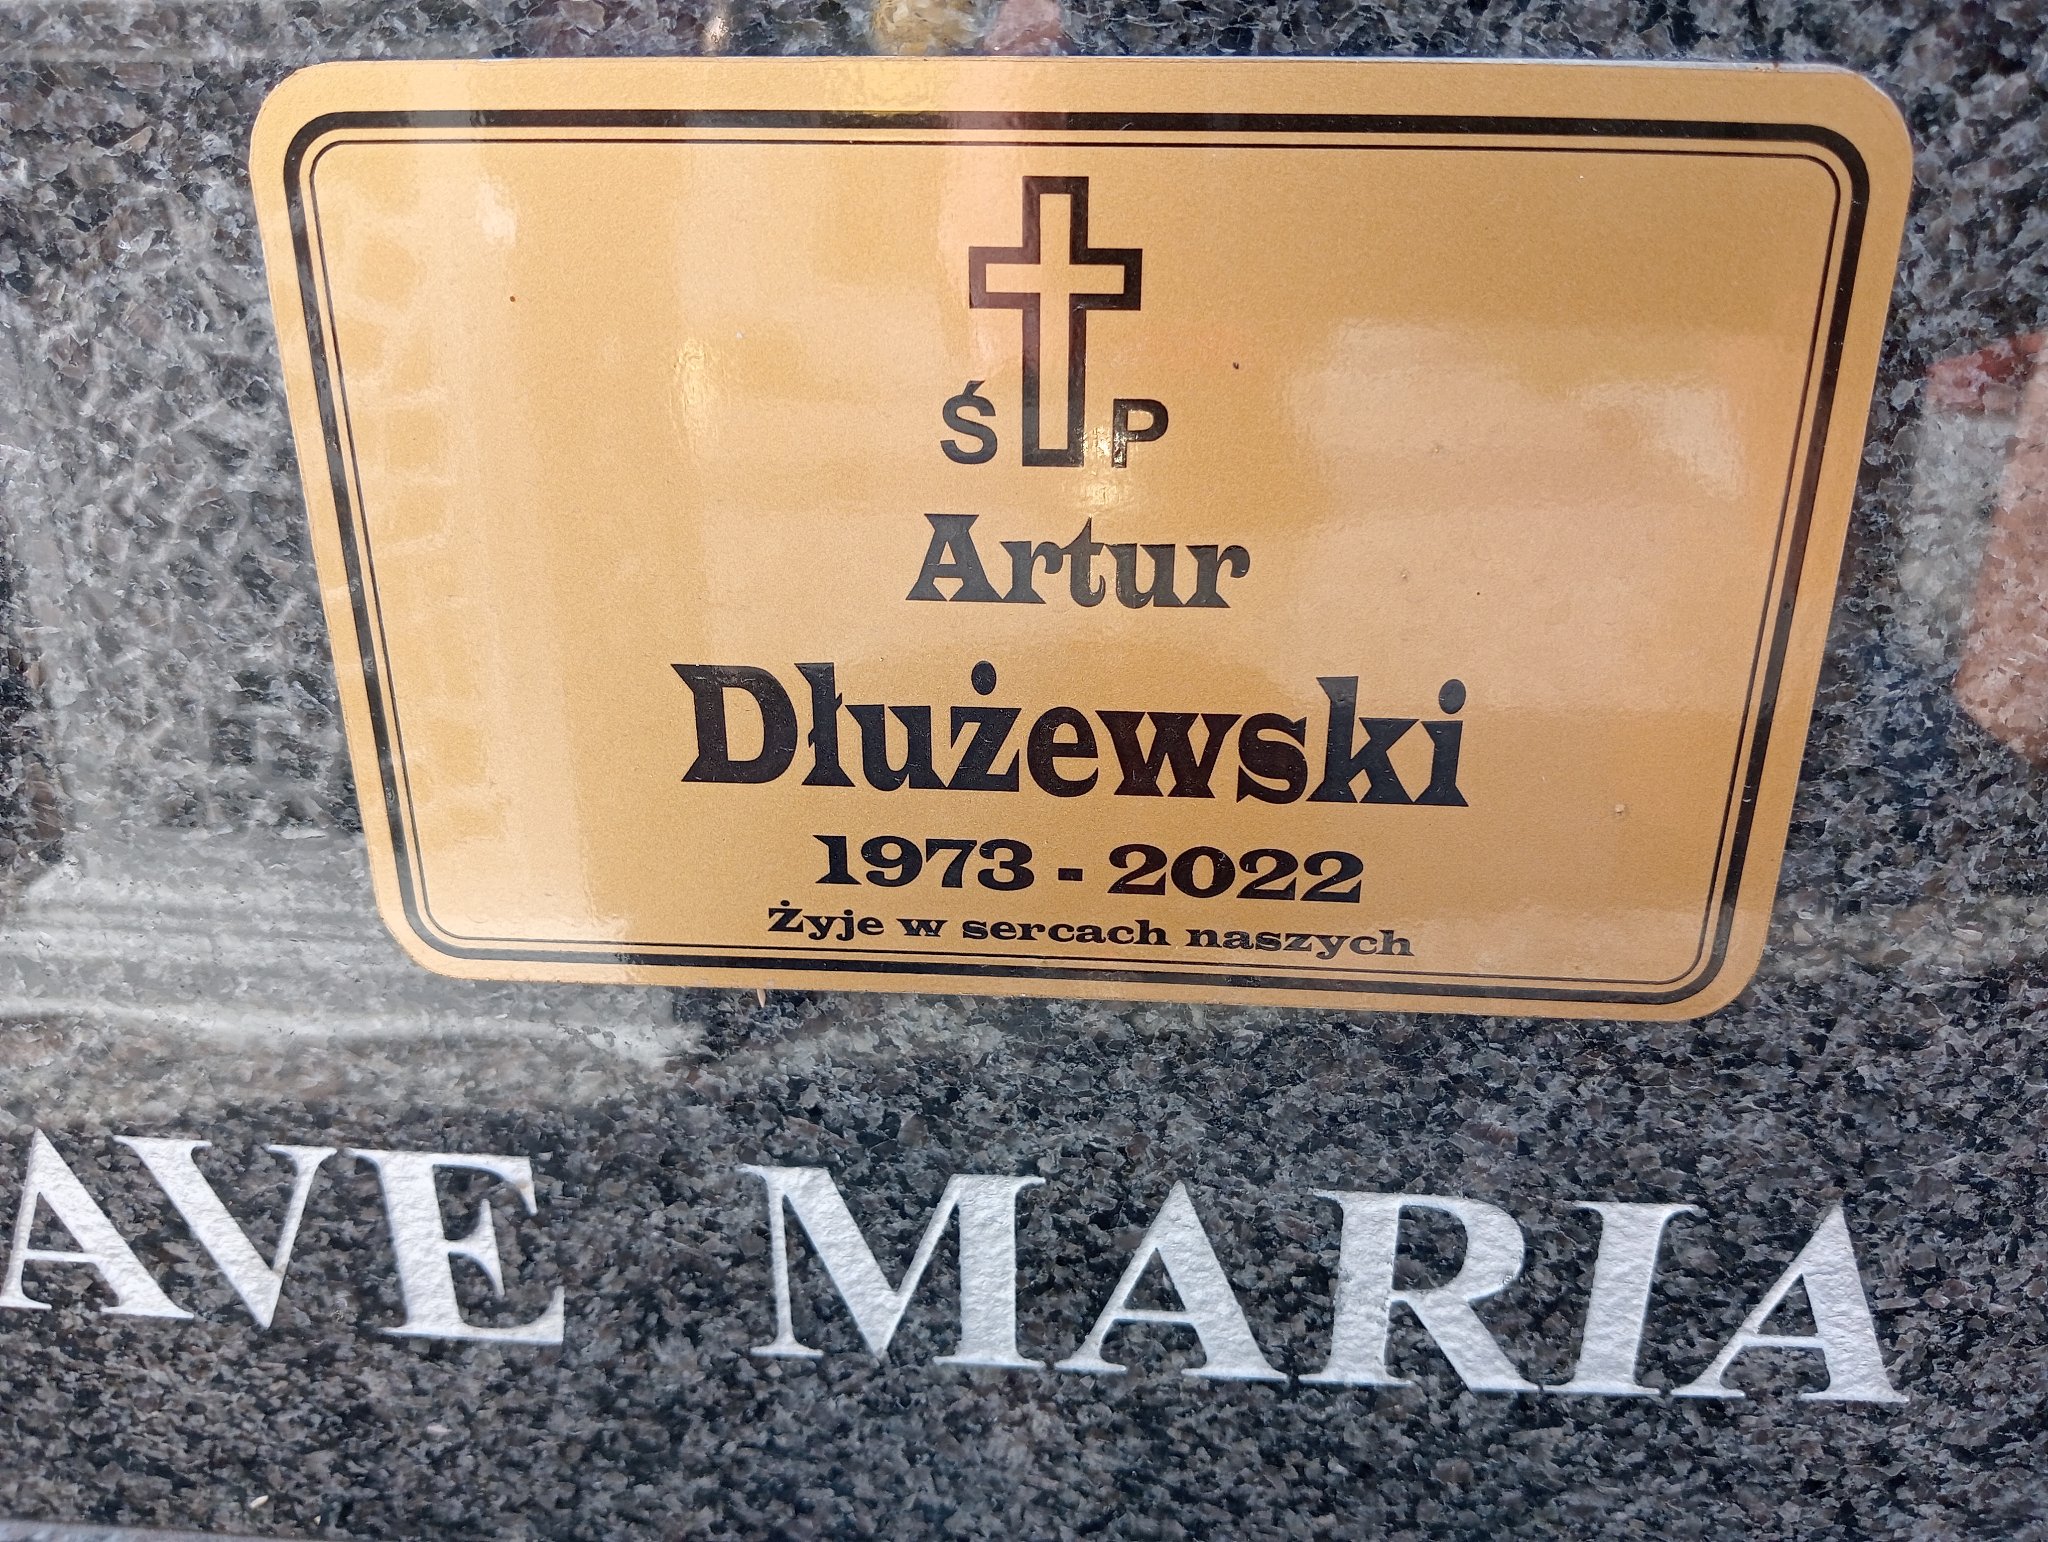 Ś P
Artur
Dłużewski
1973 - 2022
Żyje w sercach naszych
AVE MARIA